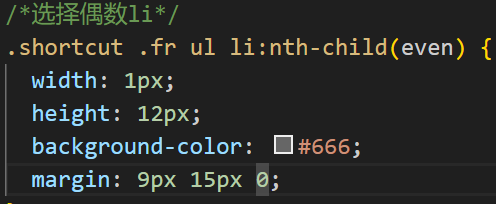 /*选择偶数li*/
.shortcut .fr ul li:nth-child(even) {
width: 1px;
height: 12px;
background-color: #666;
margin: 9px 15px 0;